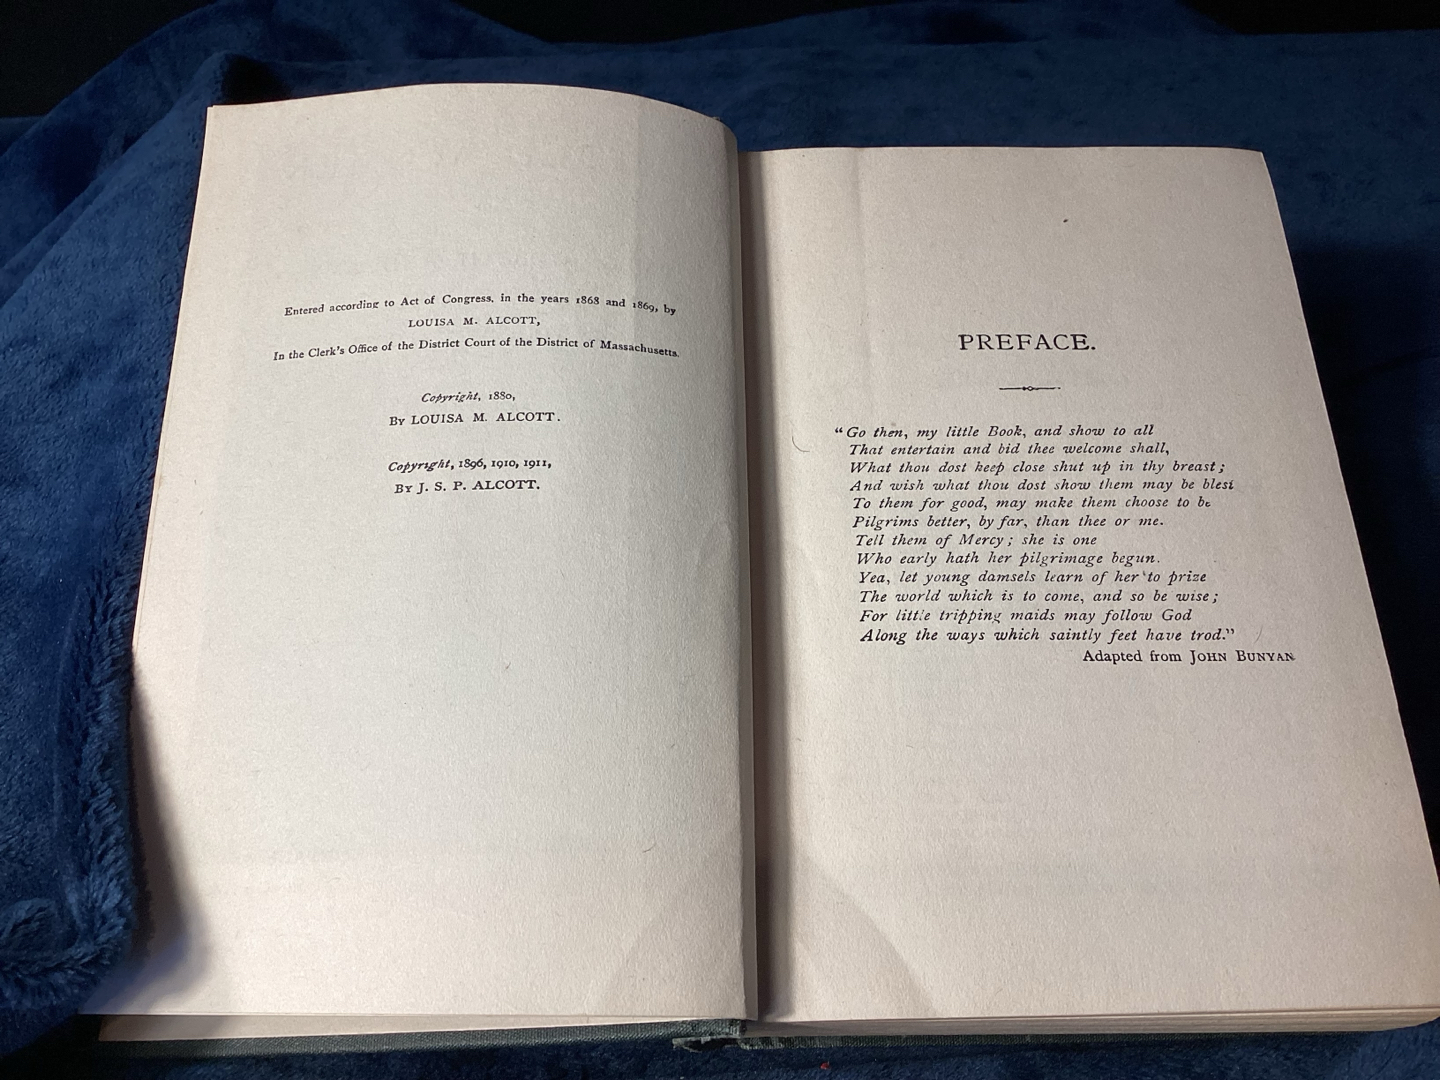 Entered according to Act of Congress, in the years 1868 and 1869, by
LOUISA M. ALCOTT,
In the Clerk's Office of the District Court of the District of Massachusetts.
Copyright, 1880,
By LOUISA M. ALCOTT.
Copyright, 1896, 1910, 1911,
By J. S. P. ALCOTT.
PREFACE.
"Go then, my little Book, and show to all
That entertain and bid thee welcome shall,
What thou dost keep close shut up in thy breast;
And wish what thou dost show them may be blest
To them for good, may make them choose to be
Pilgrims better, by far, than thee or me.
Tell them of Mercy; she is one
Who early hath her pilgrimage begun.
Yea, let young damsels learn of her to prize
The world which is to come, and so be wise;
For little tripping maids may follow God
Along the ways which saintly feet have trod."
Adapted from JOHN BUNYAN